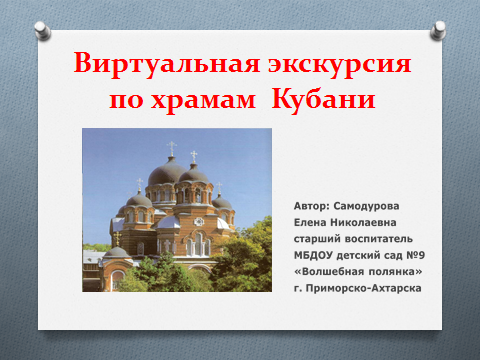 Виртуальная экскурсия
по храмам Кубани
Автор: Самодурова
Елена Николаевна
старший воспитатель
МБДОУ детский сад №9
«Волшебная полянка»
г. Приморско-Ахтарска